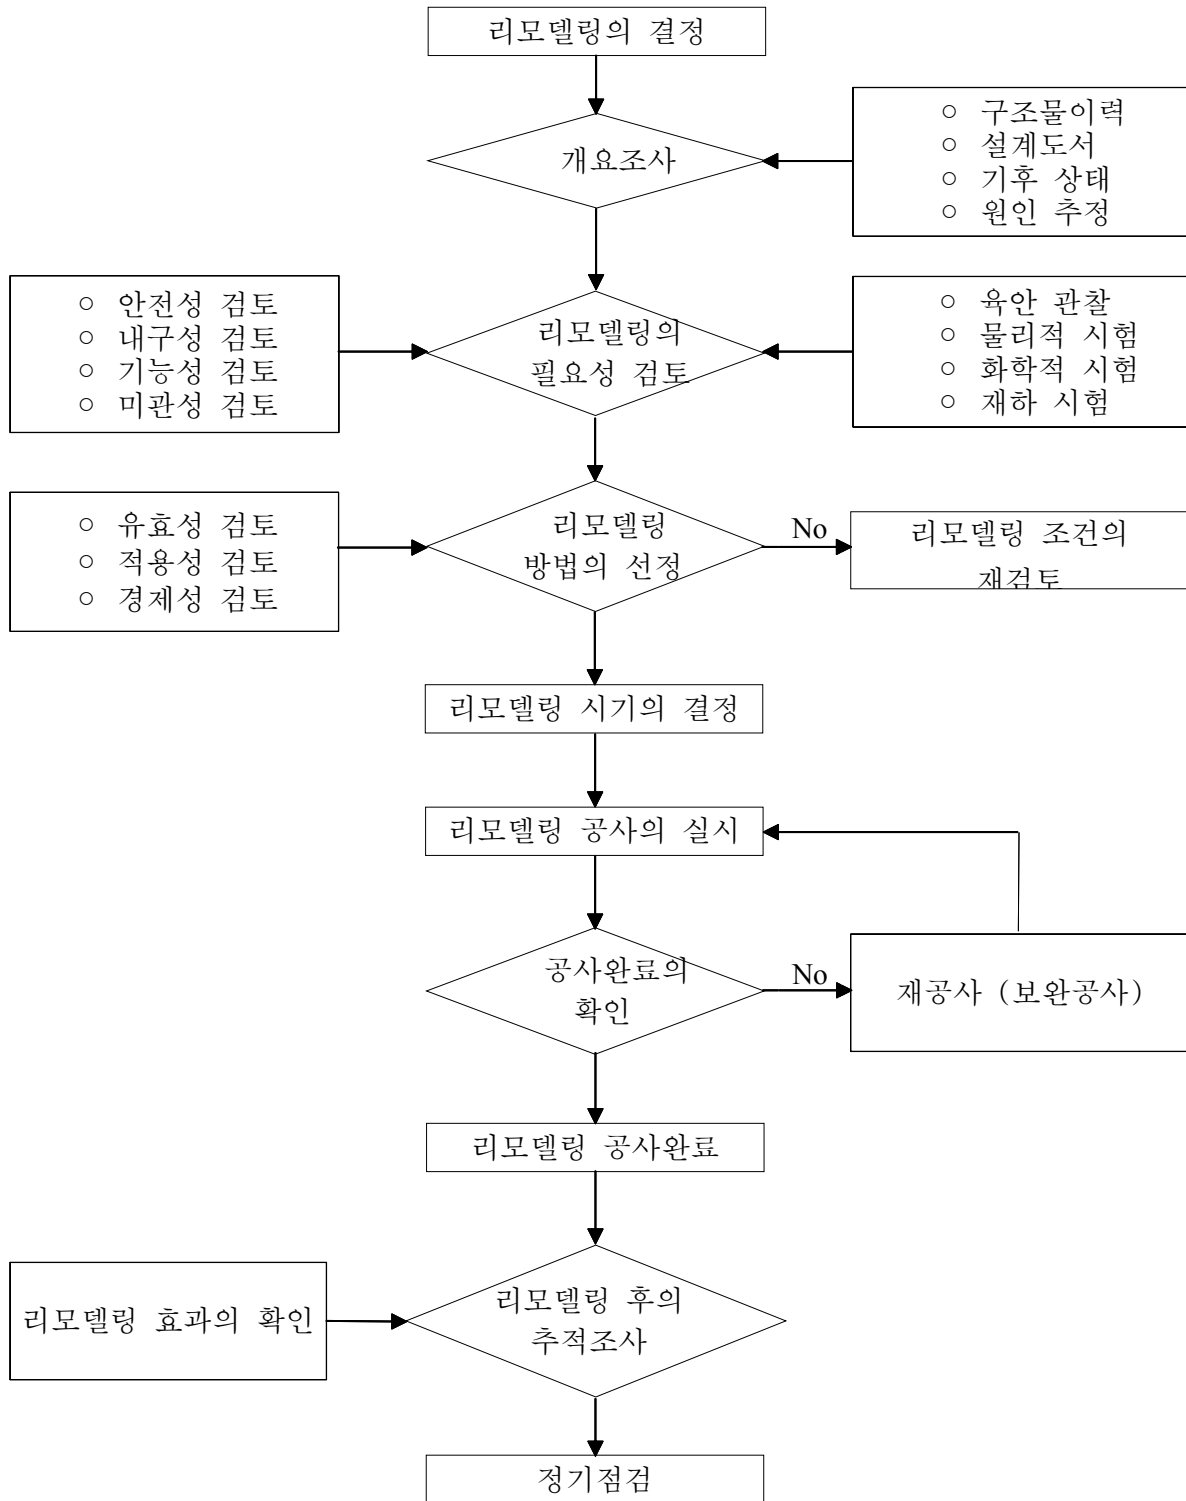 리모델링의 결정
개요조사
○ 구조물이력
○ 설계도서
○ 기후 상태
○ 원인 추정
○ 안전성 검토
○ 내구성 검토
○ 기능성 검토
○ 미관성 검토
리모델링의
필요성 검토
○ 육안 관찰
○ 물리적 시험
○ 화학적 시험
○ 재하 시험
○ 유효성 검토
○ 적용성 검토
○ 경제성 검토
리모델링
방법의 선정
No
리모델링 조건의
재검토
리모델링 시기의 결정
리모델링 공사의 실시
공사완료의
확인
No
재공사 (보완공사)
리모델링 공사완료
리모델링 효과의 확인
리모델링 후의
추적조사
정기점검